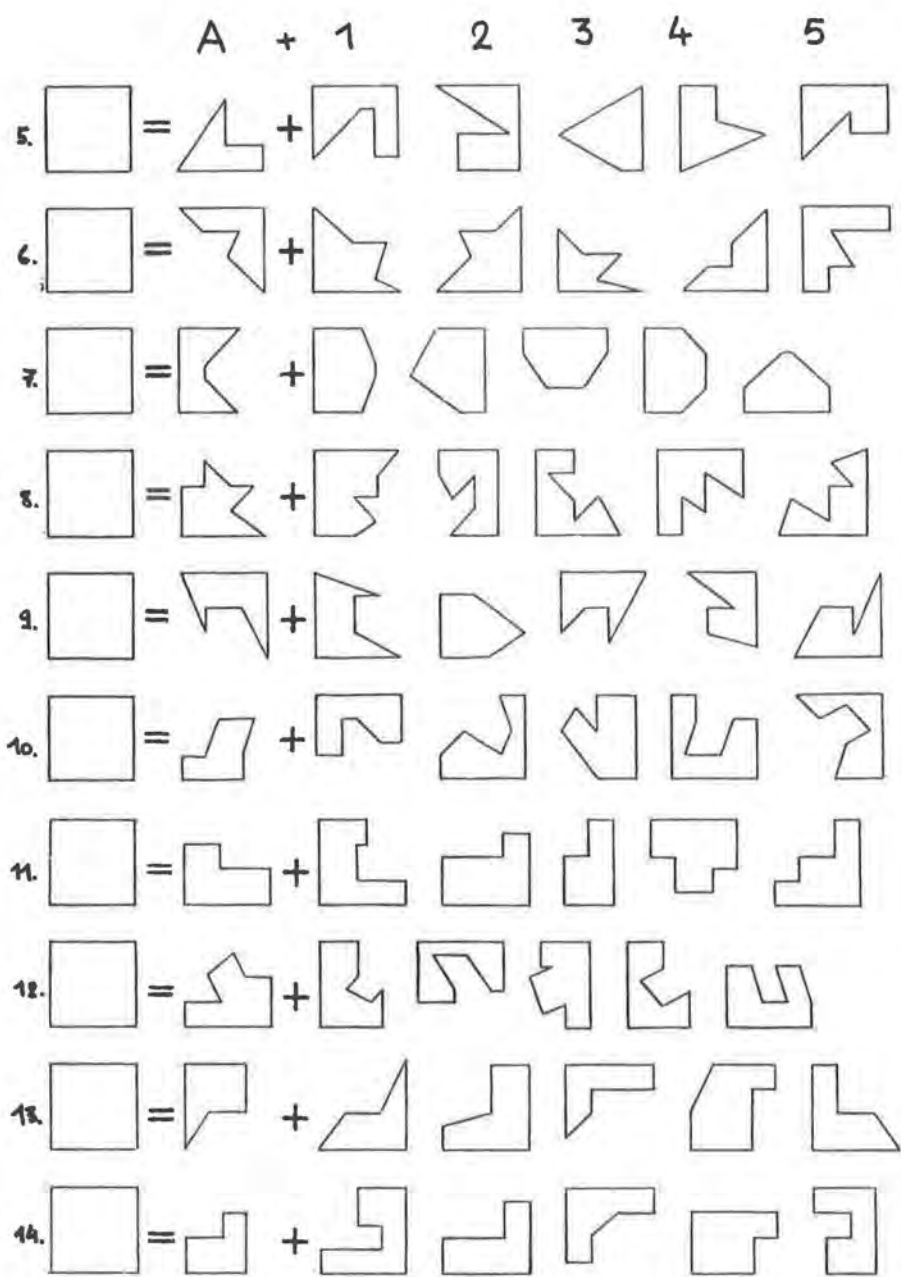 A + 1 2 3 4 5
5. = +
6. = +
7. = +
8. = +
9. = +
10. = +
11. = +
12. = +
13. = +
14. = +